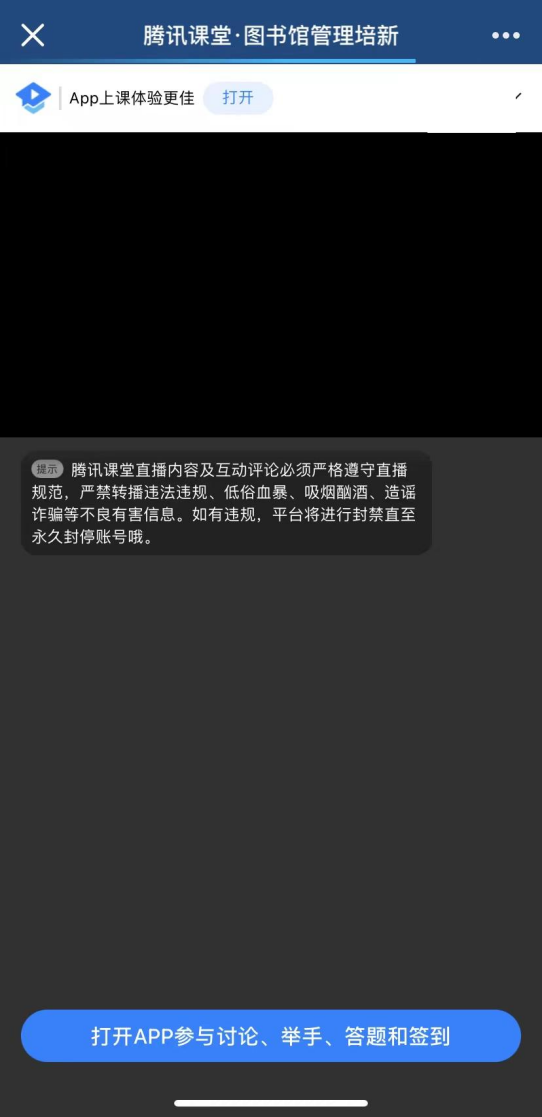 腾讯课堂·图书馆管理培新
App上课体验更佳 打开
提示 腾讯课堂直播内容及互动评论必须严格遵守直播
规范，严禁转播违法违规、低俗血暴、吸烟酗酒、造谣
诈骗等不良有害信息。如有违规，平台将进行封禁直至
永久封停账号哦。
打开APP参与讨论、举手、答题和签到